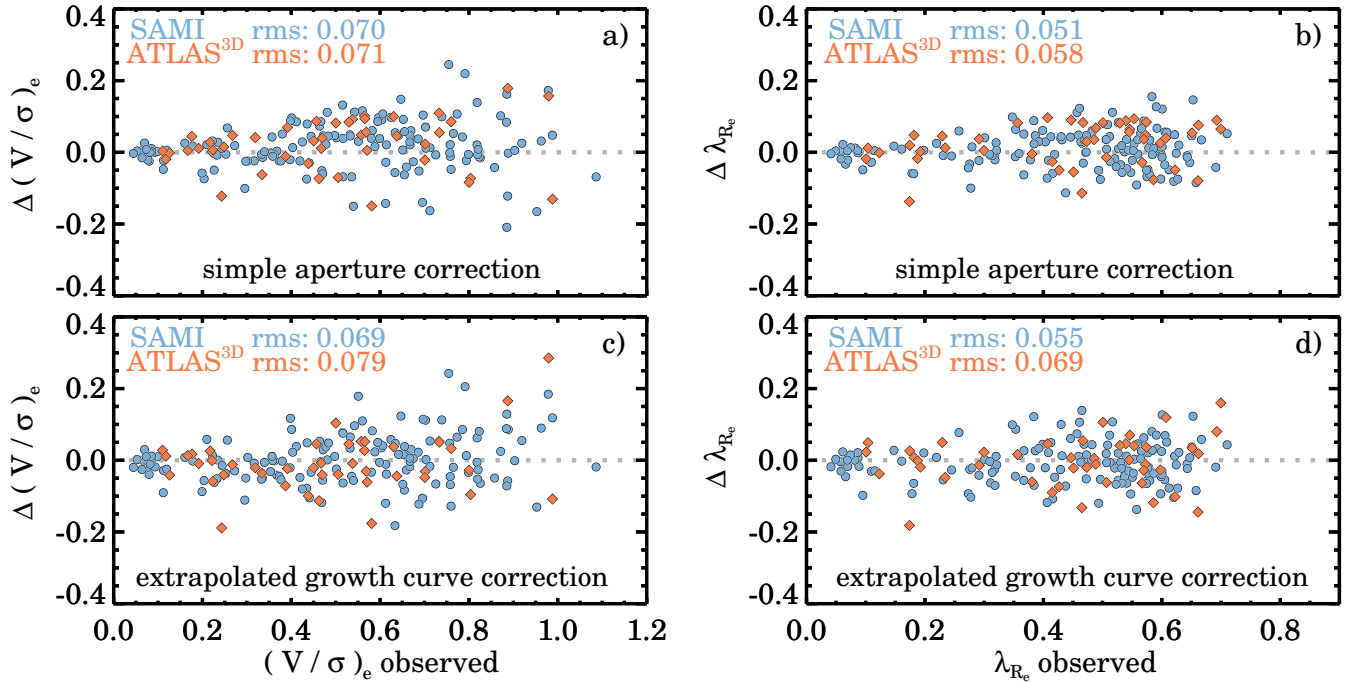 SAMI rms: 0.070
ATLAS³ᴰ rms: 0.071
a)
0.4
0.2
0.0
-0.2
-0.4
Δ (V / σ)ₑ
simple aperture correction
SAMI rms: 0.051
ATLAS³ᴰ rms: 0.058
b)
0.4
0.2
0.0
-0.2
-0.4
Δ λ_Rₑ
simple aperture correction
SAMI rms: 0.069
ATLAS³ᴰ rms: 0.079
c)
0.4
0.2
0.0
-0.2
-0.4
Δ (V / σ)ₑ
extrapolated growth curve correction
0.0 0.2 0.4 0.6 0.8 1.0 1.2
(V / σ)ₑ observed
SAMI rms: 0.055
ATLAS³ᴰ rms: 0.069
d)
0.4
0.2
0.0
-0.2
-0.4
Δ λ_Rₑ
extrapolated growth curve correction
0.0 0.2 0.4 0.6 0.8
λ_Rₑ observed